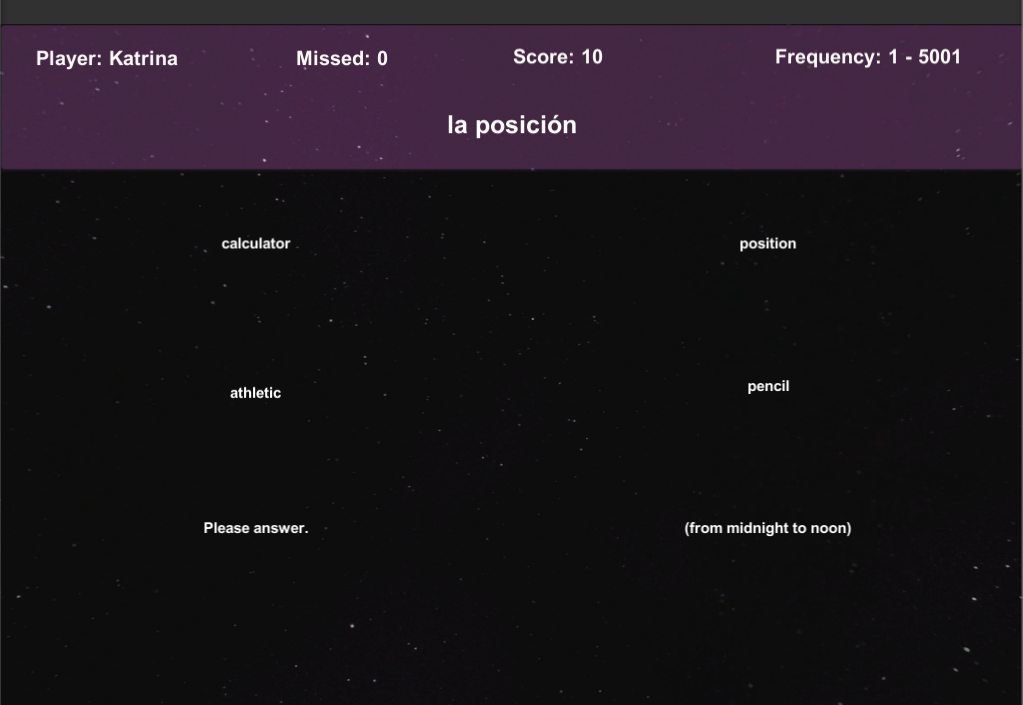 Player: Katrina Missed: 0 Score: 10 Frequency: 1 - 5001
la posición
calculator position
athletic pencil
Please answer. (from midnight to noon)